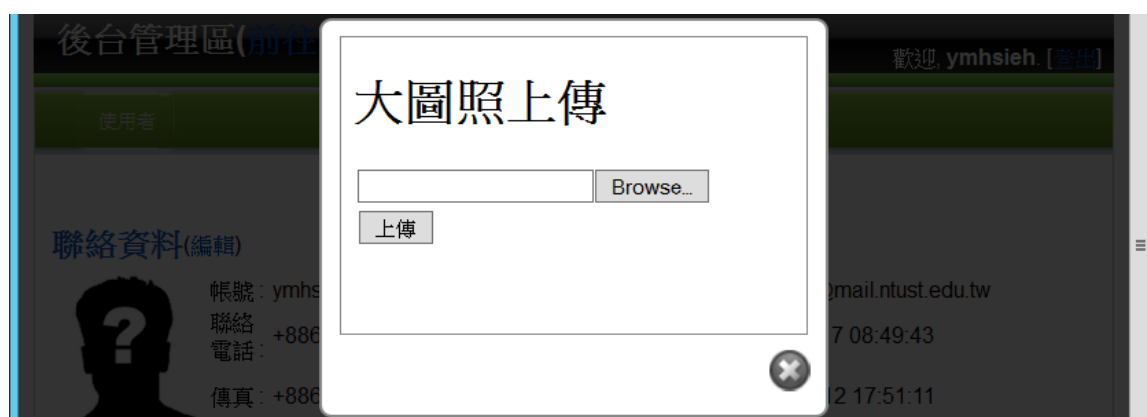 後台管理區(前往
歡迎, ymhsieh. [登出]
使用者
大圖照上傳
Browse...
上傳
聯絡資料(編輯)
帳號 : ymhs
@mail.ntust.edu.tw
聯絡
電話 :
+886
7 08:49:43
傳真 : +886
12 17:51:11